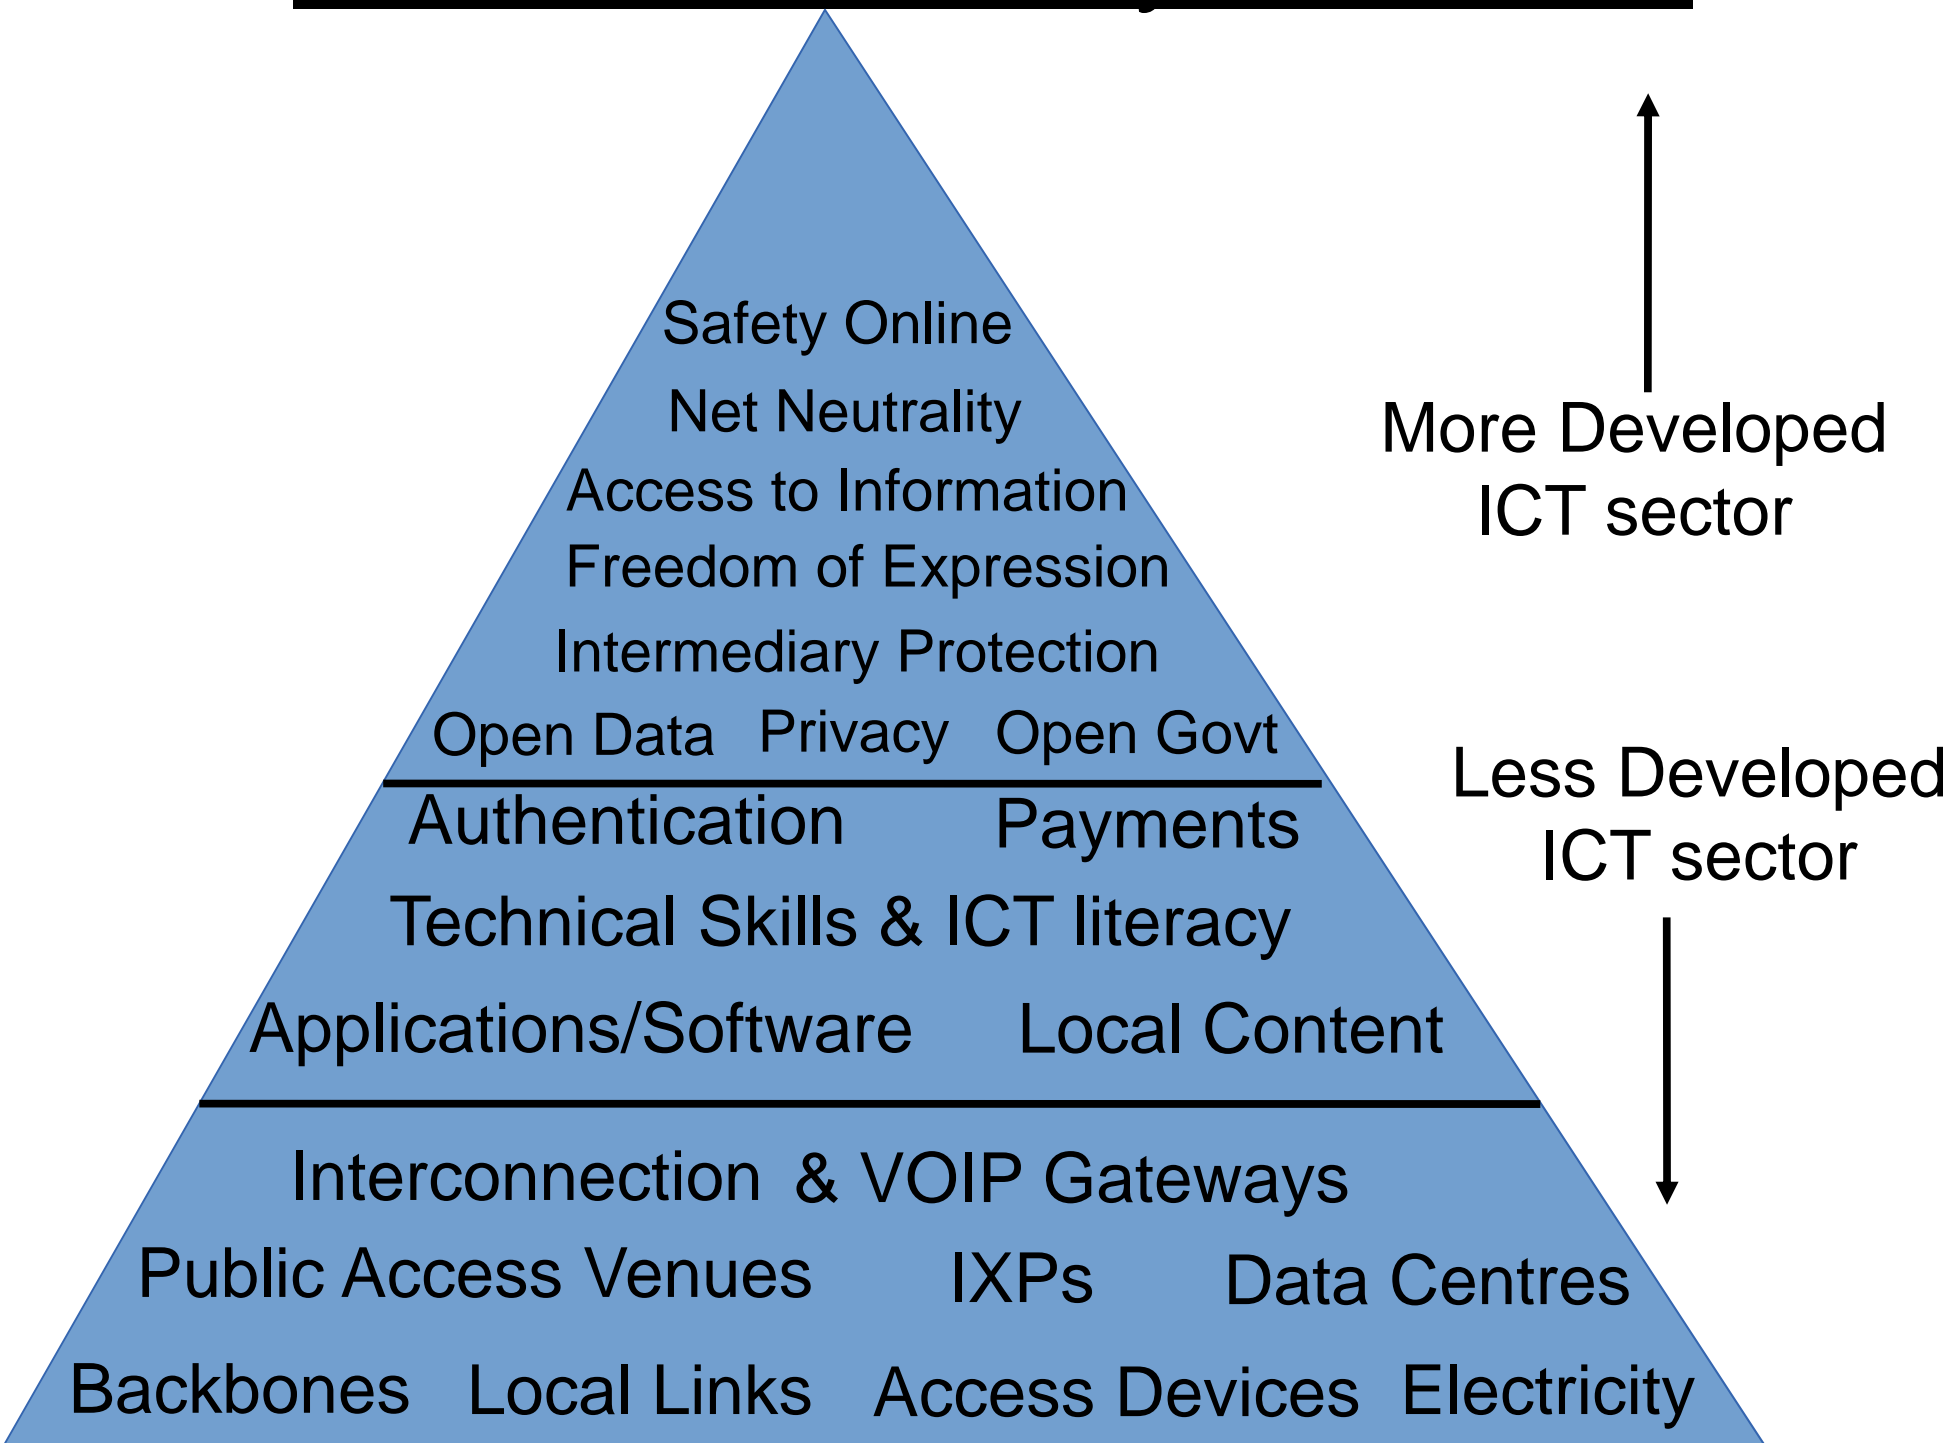 Safety Online
Net Neutrality
Access to Information
Freedom of Expression
Intermediary Protection
Open Data Privacy Open Govt
Authentication Payments
Technical Skills & ICT literacy
Applications/Software Local Content
Interconnection & VOIP Gateways
Public Access Venues IXPs Data Centres
Backbones Local Links Access Devices Electricity
More Developed
ICT sector
Less Developed
ICT sector